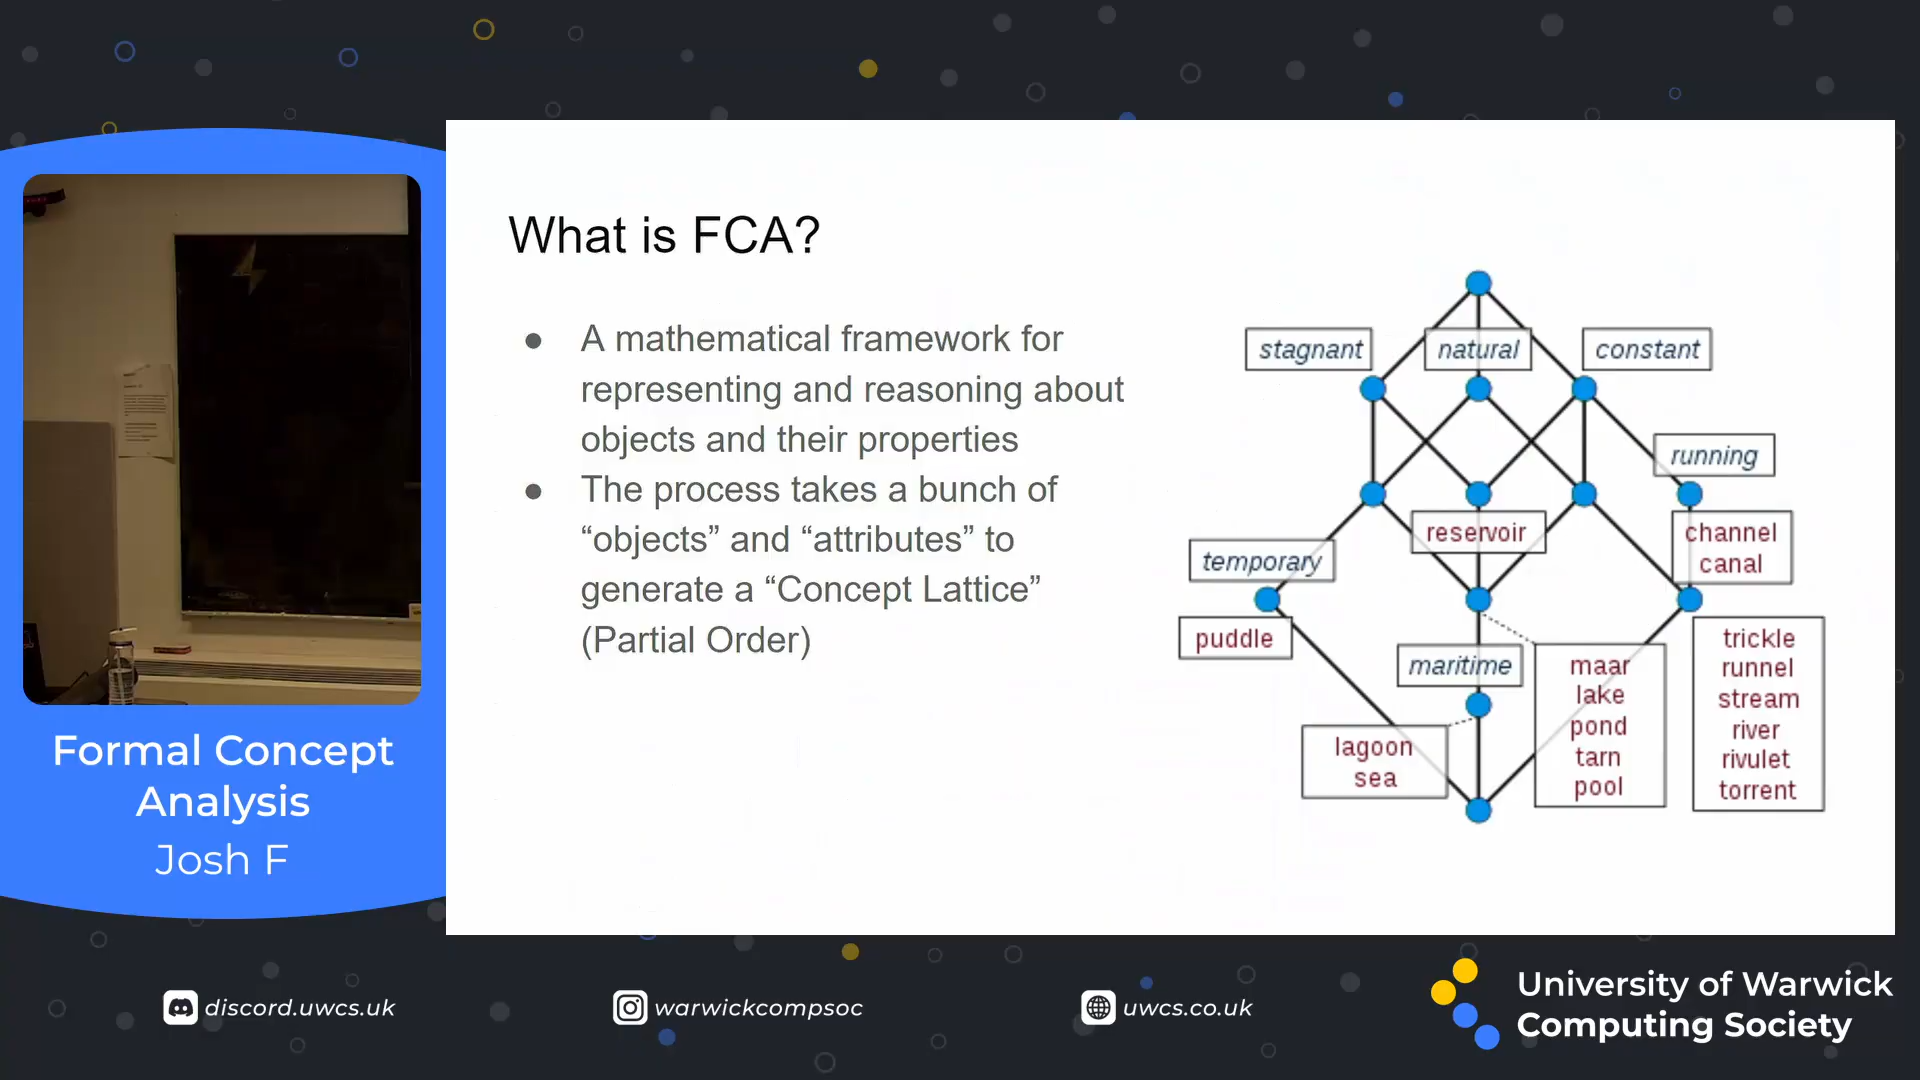 What is FCA?
● A mathematical framework for
representing and reasoning about
objects and their properties
● The process takes a bunch of
“objects” and “attributes” to
generate a “Concept Lattice”
(Partial Order)
stagnant
natural
constant
running
reservoir
channel
canal
temporary
puddle
maritime
maar
lake
pond
tarn
pool
trickle
runnel
stream
river
rivulet
torrent
lagoon
sea
Formal Concept
Analysis
Josh F
discord.uwcs.uk
warwickcompsoc
uwcs.co.uk
University of Warwick
Computing Society